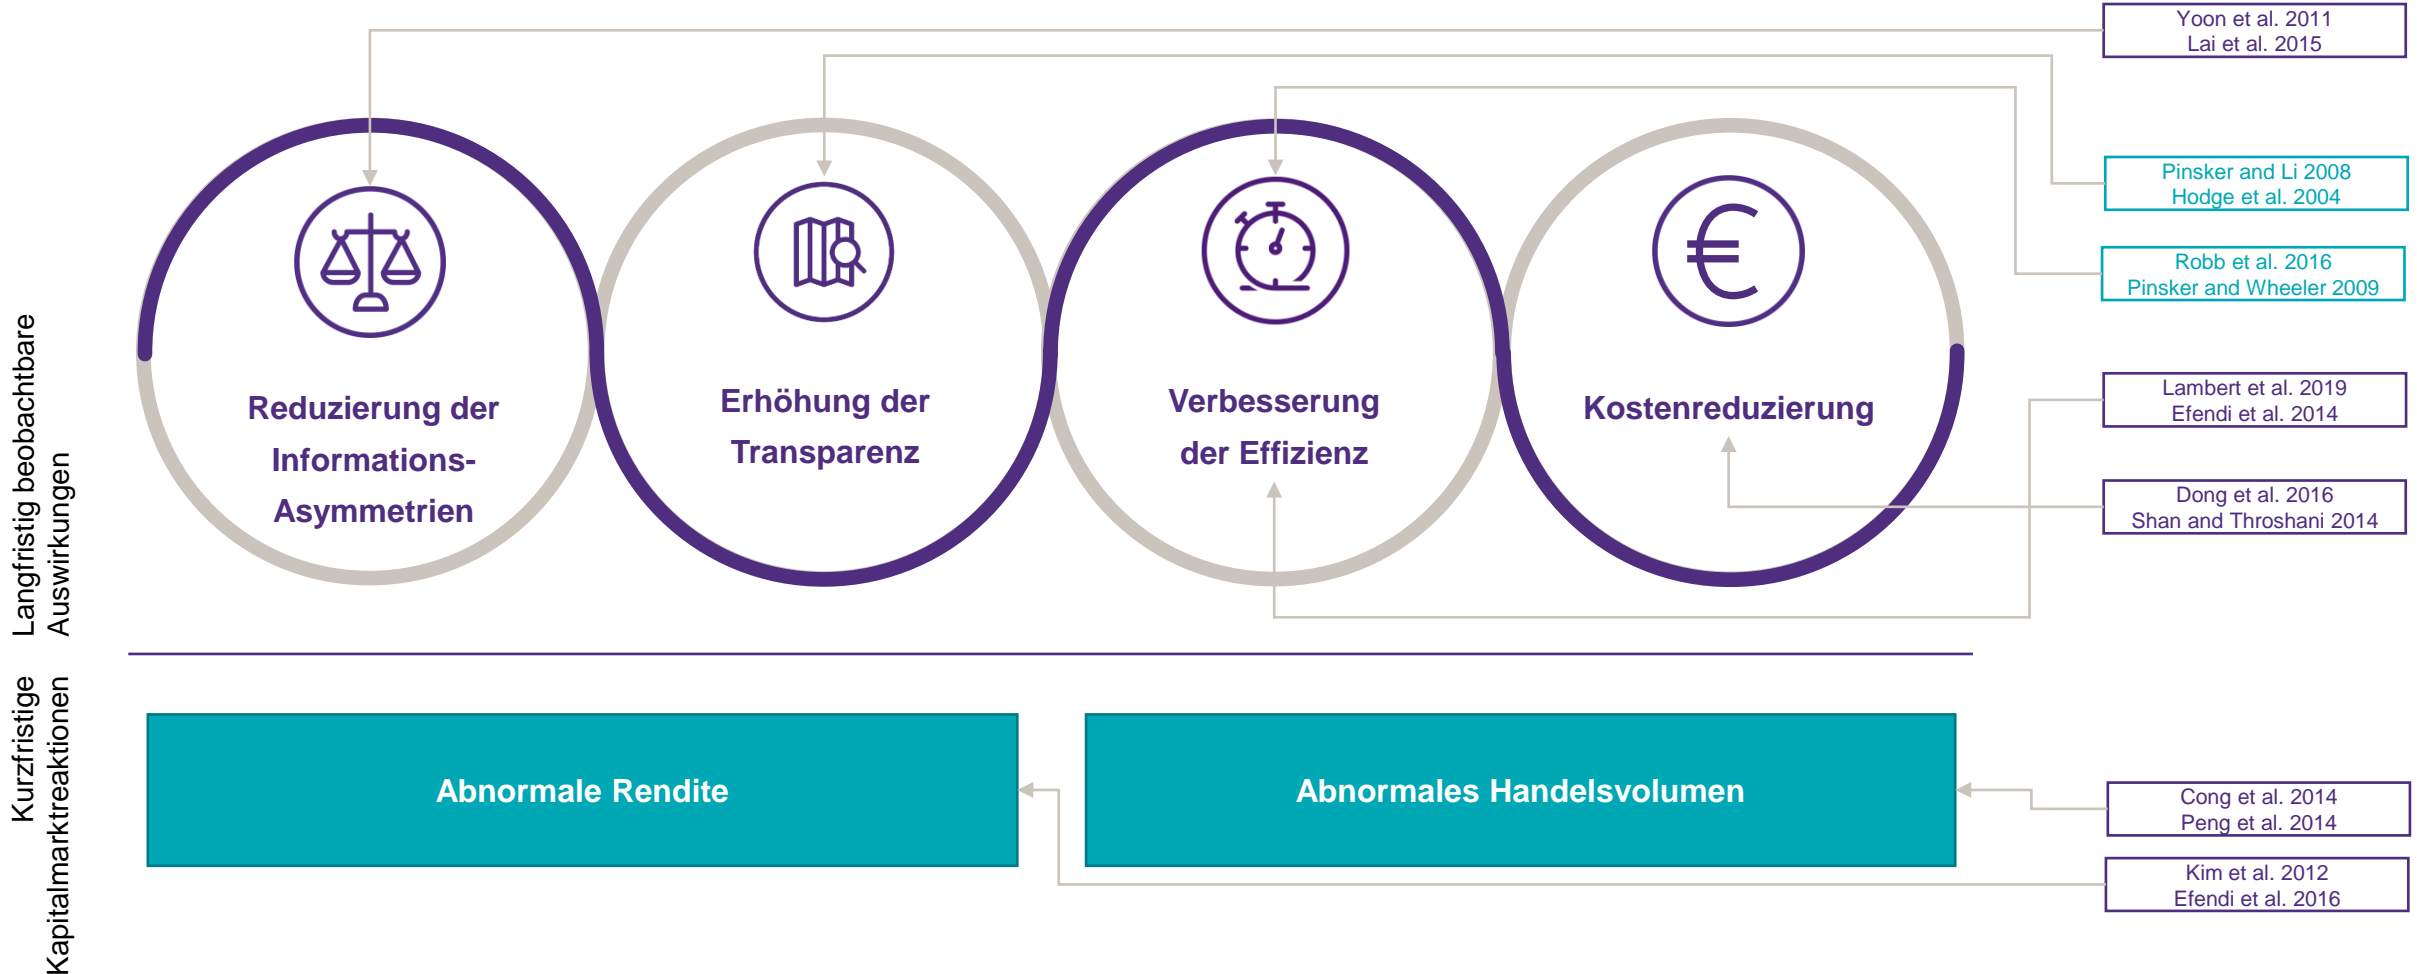 Yoon et al. 2011
Lai et al. 2015
Pinsker and Li 2008
Hodge et al. 2004
Robb et al. 2016
Pinsker and Wheeler 2009
Langfristig beobachtbare
Auswirkungen
Reduzierung der
Informations-
Asymmetrien
Erhöhung der
Transparenz
Verbesserung
der Effizienz
€
Kostenreduzierung
Lambert et al. 2019
Efendi et al. 2014
Dong et al. 2016
Shan and Throshani 2014
Kurzfristige
Kapitalmarktreaktionen
Abnormale Rendite
Abnormales Handelsvolumen
Cong et al. 2014
Peng et al. 2014
Kim et al. 2012
Efendi et al. 2016